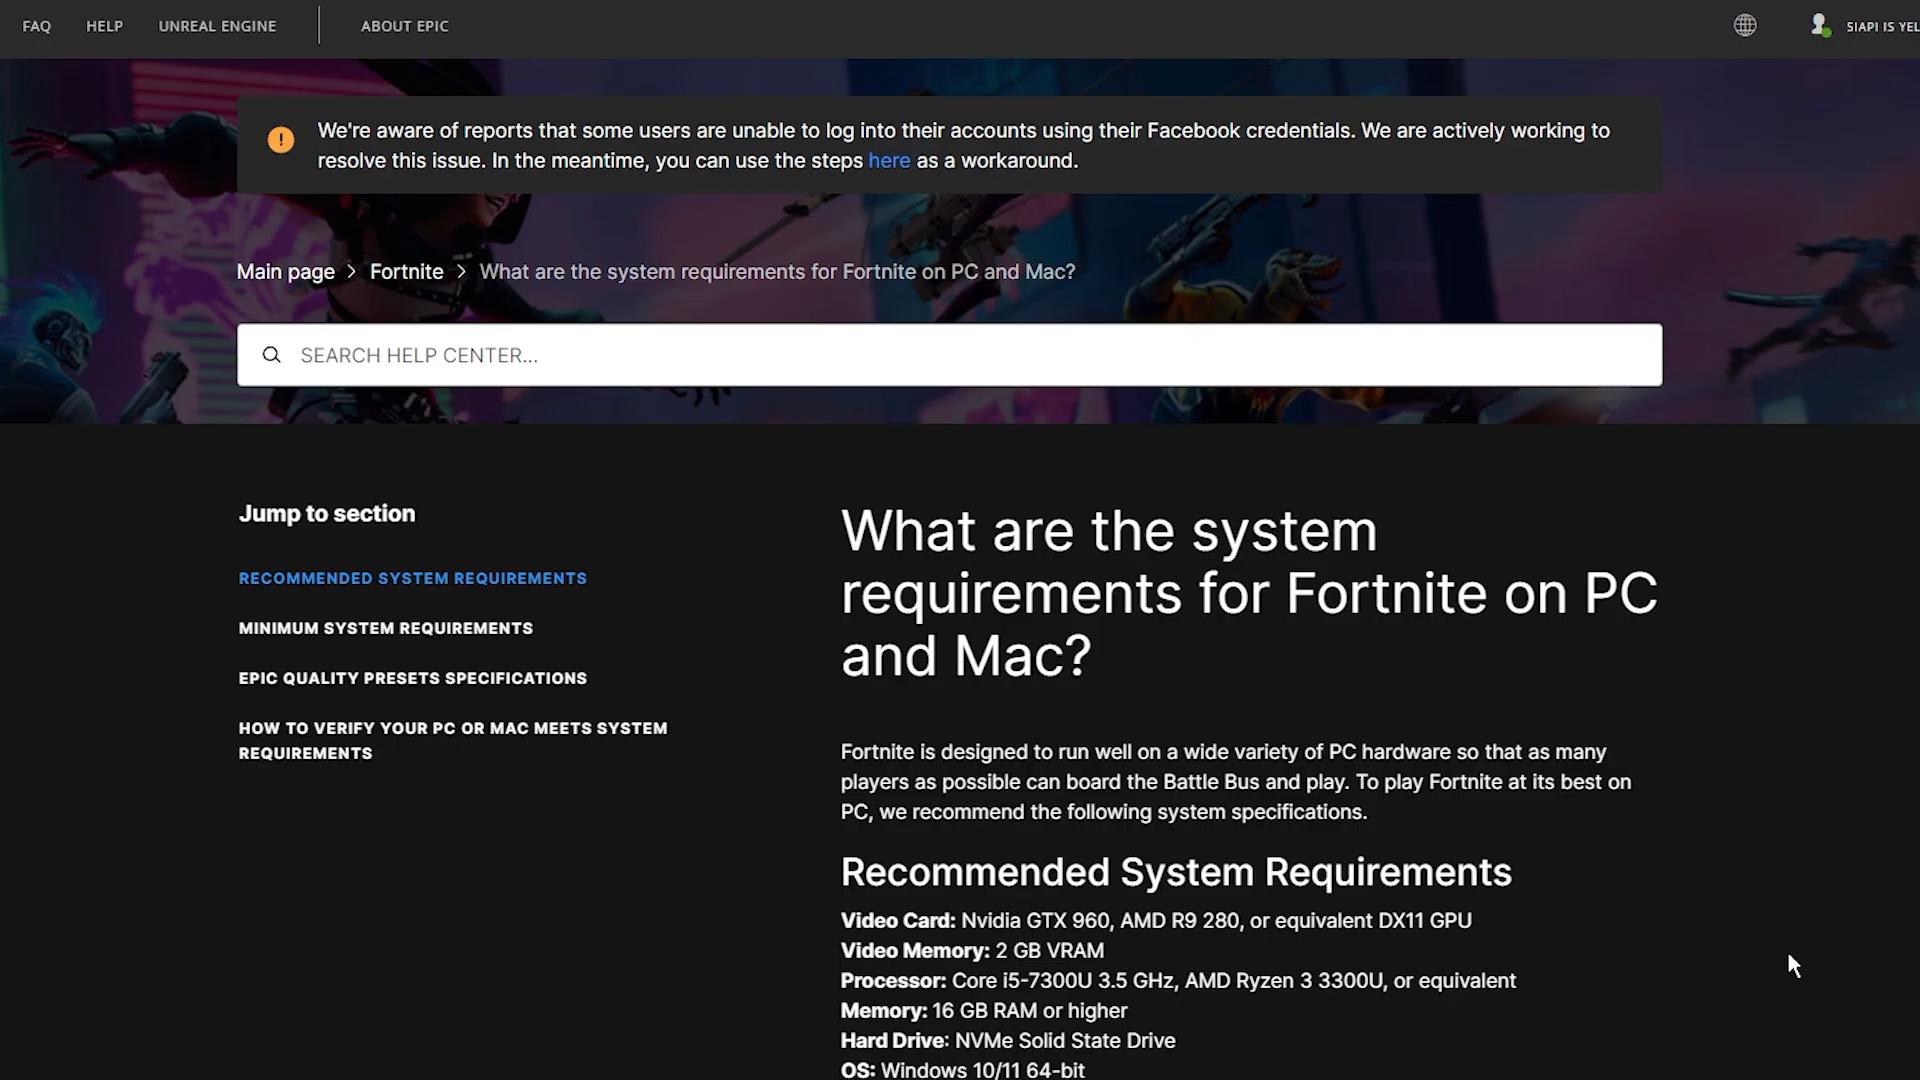 FAQ HELP UNREAL ENGINE ABOUT EPIC SIAPI IS YEL
We're aware of reports that some users are unable to log into their accounts using their Facebook credentials. We are actively working to
resolve this issue. In the meantime, you can use the steps here as a workaround.
Main page > Fortnite > What are the system requirements for Fortnite on PC and Mac?
SEARCH HELP CENTER...
Jump to section
RECOMMENDED SYSTEM REQUIREMENTS
MINIMUM SYSTEM REQUIREMENTS
EPIC QUALITY PRESETS SPECIFICATIONS
HOW TO VERIFY YOUR PC OR MAC MEETS SYSTEM
REQUIREMENTS
What are the system
requirements for Fortnite on PC
and Mac?
Fortnite is designed to run well on a wide variety of PC hardware so that as many
players as possible can board the Battle Bus and play. To play Fortnite at its best on
PC, we recommend the following system specifications.
Recommended System Requirements
Video Card: Nvidia GTX 960, AMD R9 280, or equivalent DX11 GPU
Video Memory: 2 GB VRAM
Processor: Core i5-7300U 3.5 GHz, AMD Ryzen 3 3300U, or equivalent
Memory: 16 GB RAM or higher
Hard Drive: NVMe Solid State Drive
OS: Windows 10/11 64-bit